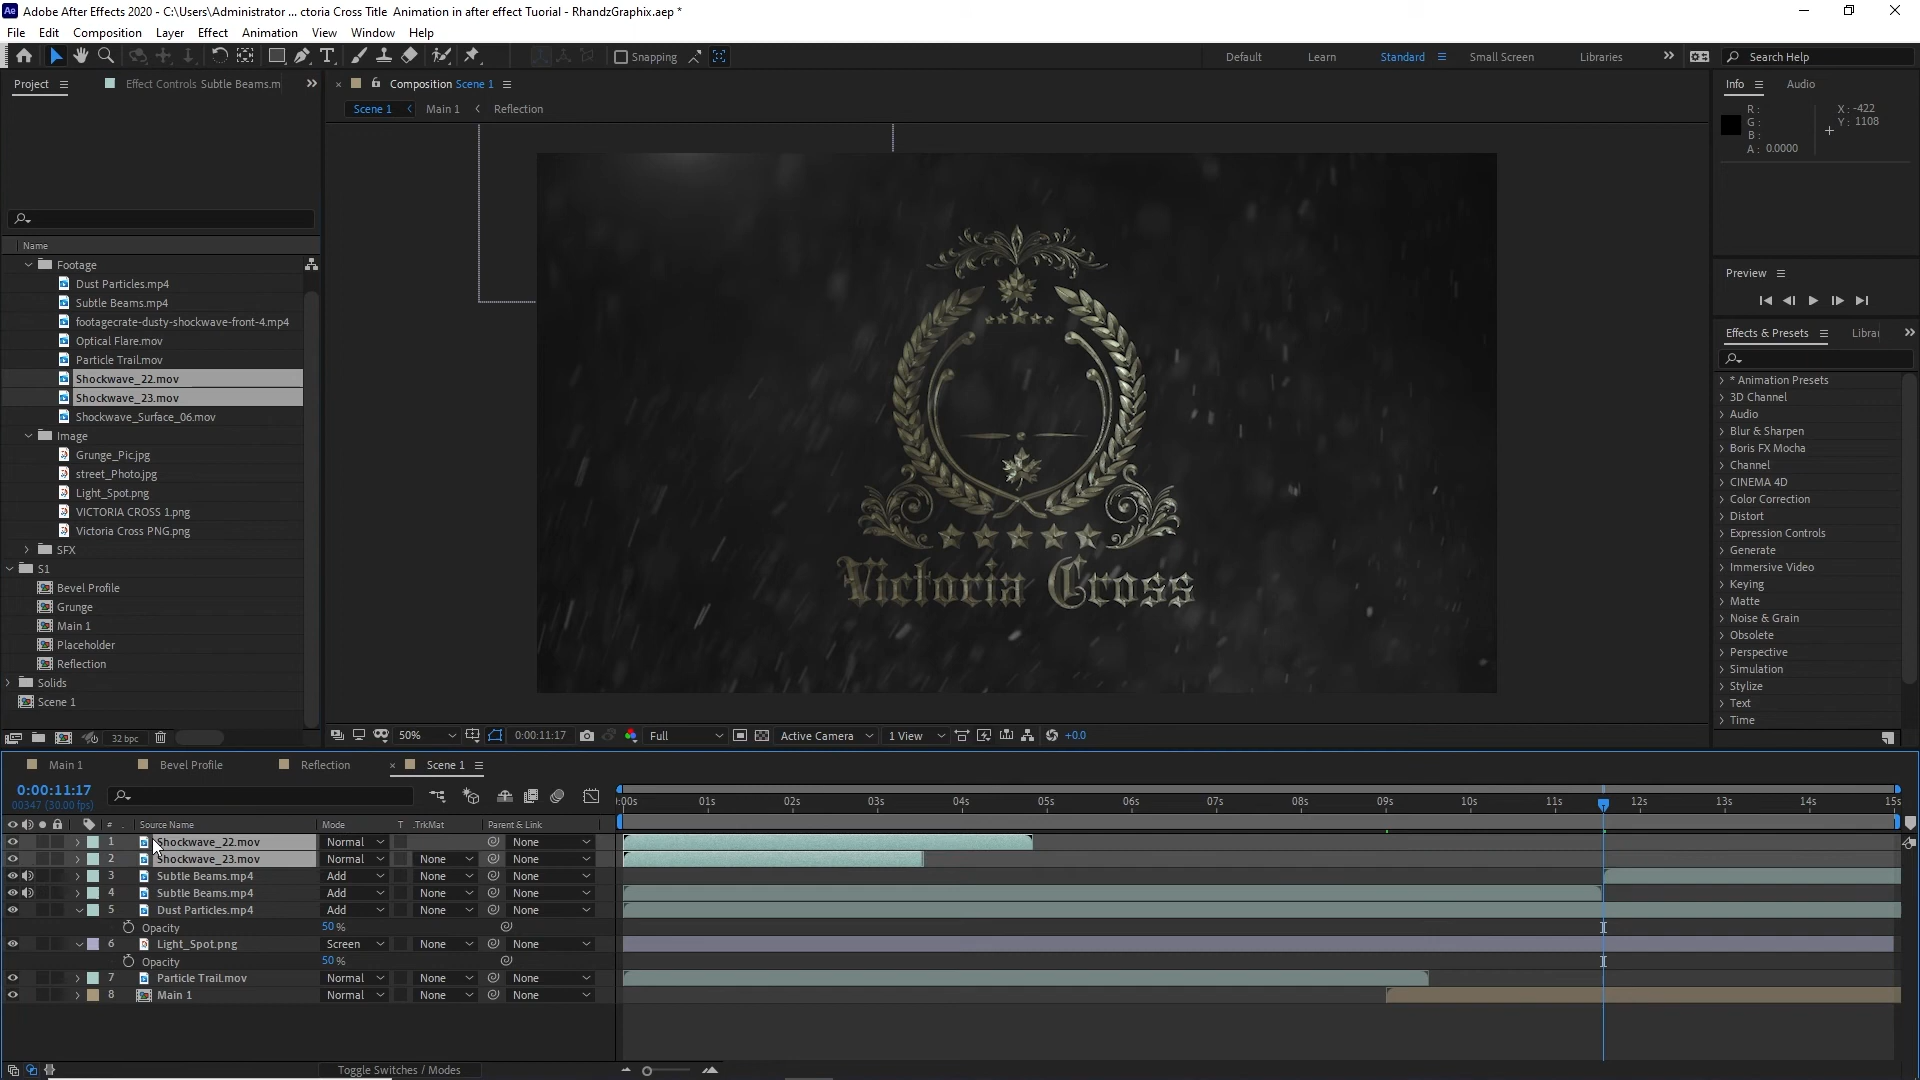 Adobe After Effects 2020 - C:\Users\Administrator ... ctoria Cross Title  Animation in after effect Tuorial - RhandzGraphix.aep *
File Edit Composition Layer Effect Animation View Window Help
Snapping Default Learn Standard Small Screen Libraries Search Help
Project Effect Controls Subtle Beams.m
Composition Scene 1
Scene 1 Main 1 Reflection
Info Audio
R :
G :
B :
A : 0.0000
X : -422
Y : 1108
Name
Footage
Dust Particles.mp4
Subtle Beams.mp4
footagecrate-dusty-shockwave-front-4.mp4
Optical Flare.mov
Particle Trail.mov
Shockwave_22.mov
Shockwave_23.mov
Shockwave_Surface_06.mov
Image
Grunge_Pic.jpg
street_Photo.jpg
Light_Spot.png
VICTORIA CROSS 1.png
Victoria Cross PNG.png
SFX
S1
Bevel Profile
Grunge
Main 1
Placeholder
Reflection
Solids
Scene 1
32 bpc
Victoria Cross
50% 0:00:11:17 Full Active Camera 1 View +0.0
Preview
Effects & Presets Librar
* Animation Presets
3D Channel
Audio
Blur & Sharpen
Boris FX Mocha
Channel
CINEMA 4D
Color Correction
Distort
Expression Controls
Generate
Immersive Video
Keying
Matte
Noise & Grain
Obsolete
Perspective
Simulation
Stylize
Text
Time
Main 1 Bevel Profile Reflection Scene 1
0:00:11:17
00347 (30.00 fps)
:00s 01s 02s 03s 04s 05s 06s 07s 08s 09s 10s 11s 12s 13s 14s 15s
# Source Name Mode T .TrkMat Parent & Link
1 Shockwave_22.mov Normal None
2 Shockwave_23.mov Normal None None
3 Subtle Beams.mp4 Add None None
4 Subtle Beams.mp4 Add None None
5 Dust Particles.mp4 Add None None
Opacity 50 %
6 Light_Spot.png Screen None None
Opacity 50 %
7 Particle Trail.mov Normal None None
8 Main 1 Normal None None
Toggle Switches / Modes